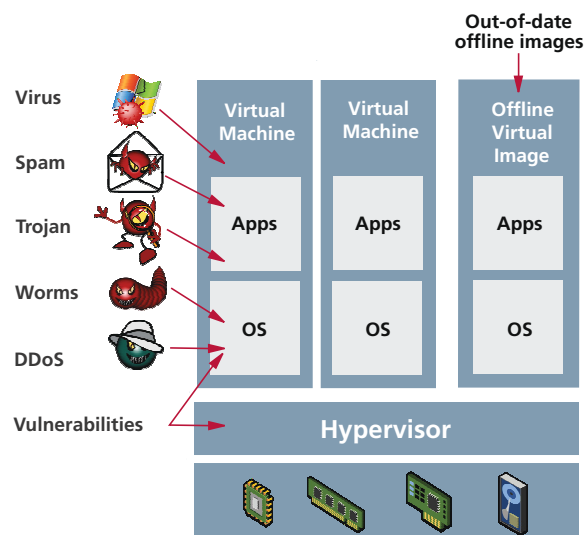 Out-of-date
offline images
Virus
Spam
Trojan
Worms
DDoS
Vulnerabilities
Virtual
Machine
Apps
OS
Virtual
Machine
Apps
OS
Offline
Virtual
Image
Apps
OS
Hypervisor